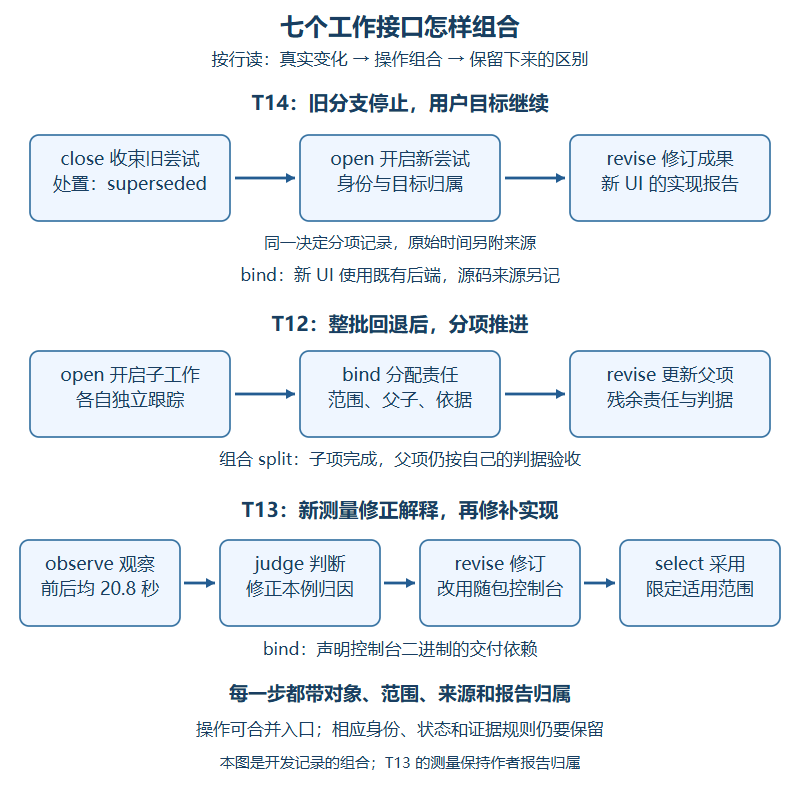 七个工作接口怎样组合
按行读：真实变化 → 操作组合 → 保留下来的区别
T14：旧分支停止，用户目标继续
close 收束旧尝试
处置：superseded
open 开启新尝试
身份与目标归属
revise 修订成果
新 UI 的实现报告
同一决定分项记录，原始时间另附来源
bind：新 UI 使用既有后端，源码来源另记
T12：整批回退后，分项推进
open 开启子工作
各自独立跟踪
bind 分配责任
范围、父子、依据
revise 更新父项
残余责任与判据
组合 split：子项完成，父项仍按自己的判据验收
T13：新测量修正解释，再修补实现
observe 观察
前后均 20.8 秒
judge 判断
修正本例归因
revise 修订
改用随包控制台
select 采用
限定适用范围
bind：声明控制台二进制的交付依赖
每一步都带对象、范围、来源和报告归属
操作可合并入口；相应身份、状态和证据规则仍要保留
本图是开发记录的组合；T13 的测量保持作者报告归属